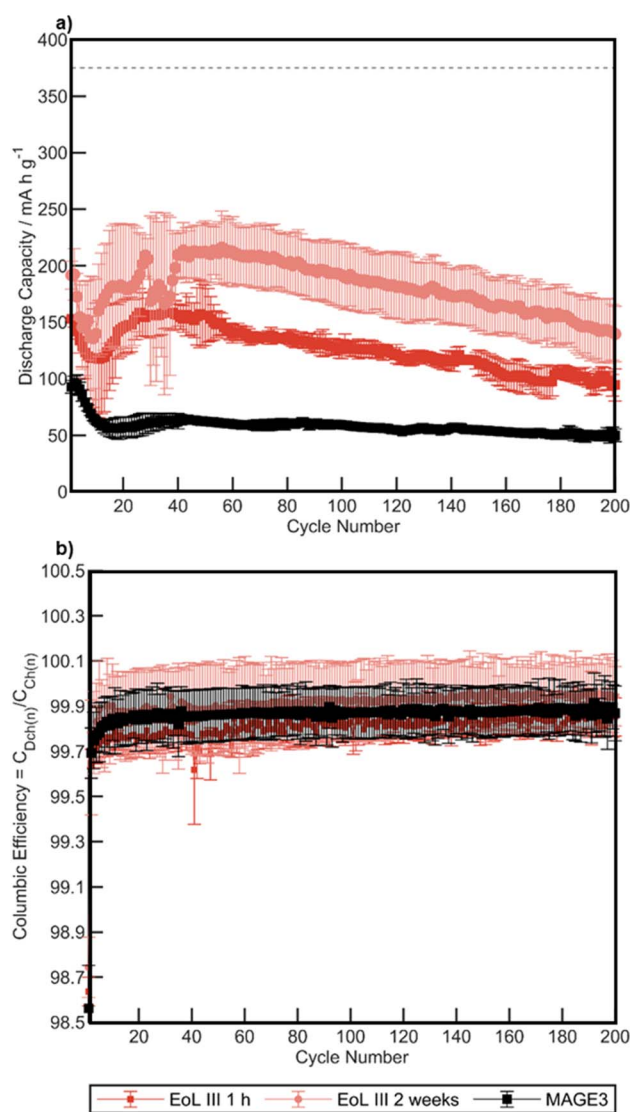 a)
400
350
300
250
200
150
100
50
0
Discharge Capacity / mA h g-1
20 40 60 80 100 120 140 160 180 200
Cycle Number
b)
100.5
100.3
100.1
99.9
99.7
99.5
99.3
99.1
98.9
98.7
98.5
Columbic Efficiency = CDch(n)/CCh(n)
20 40 60 80 100 120 140 160 180 200
Cycle Number
EoL III 1 h EoL III 2 weeks MAGE3